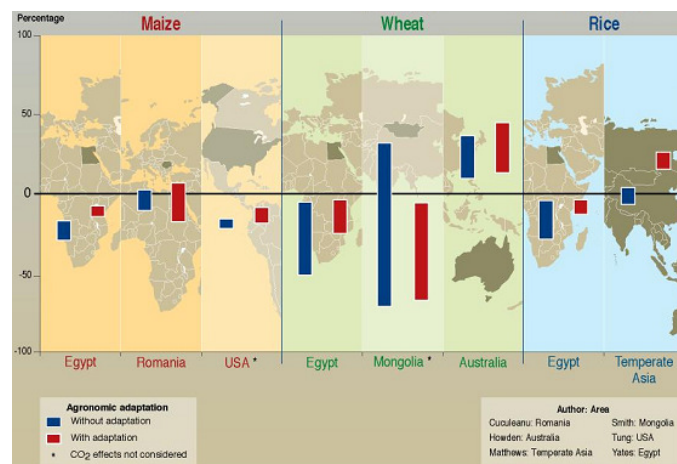 Percentage
Maize
Wheat
Rice
100
50
0
-50
-100
Egypt
Romania
USA *
Egypt
Mongolia *
Australia
Egypt
Temperate
Asia
Agronomic adaptation
Without adaptation
With adaptation
* CO2 effects not considered
Author: Area
Cuculeanu: Romania Smith: Mongolia
Howden: Australia Tung: USA
Matthews: Temperate Asia Yates: Egypt